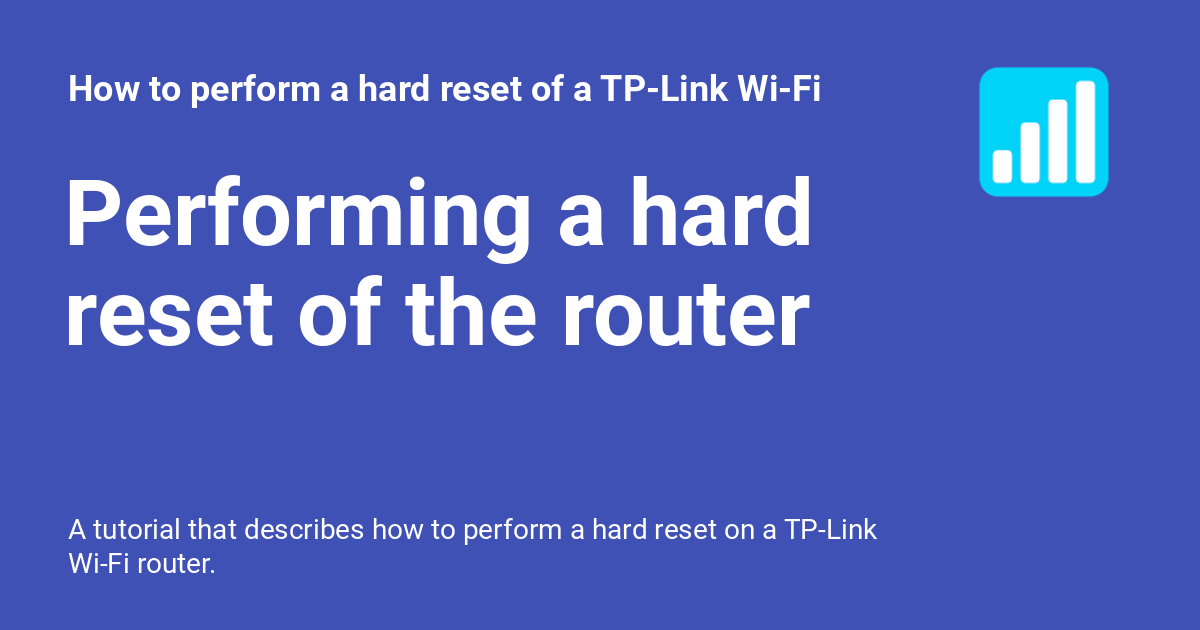 How to perform a hard reset of a TP-Link Wi-Fi
Performing a hard
reset of the router
A tutorial that describes how to perform a hard reset on a TP-Link
Wi-Fi router.